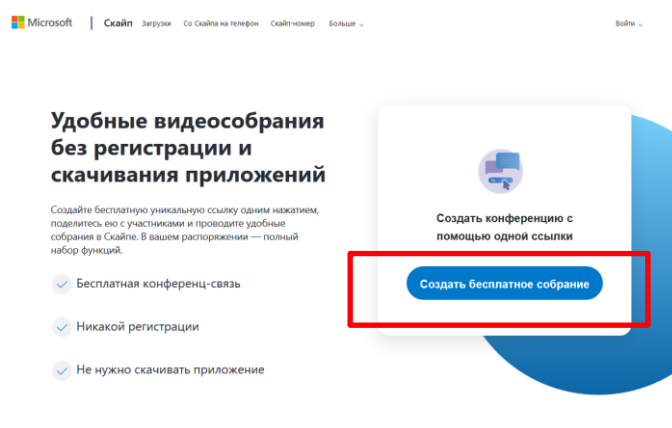 Microsoft | Скайп Загрузки Со Скайпа на телефон Скайп-номер Больше Войти
Удобные видеособрания
без регистрации и
скачивания приложений
Создайте бесплатную уникальную ссылку одним нажатием,
поделитесь ею с участниками и проводите удобные
собрания в Скайпе. В вашем распоряжении — полный
набор функций.
Бесплатная конференц-связь
Никакой регистрации
Не нужно скачивать приложение
Создать конференцию с
помощью одной ссылки
Создать бесплатное собрание